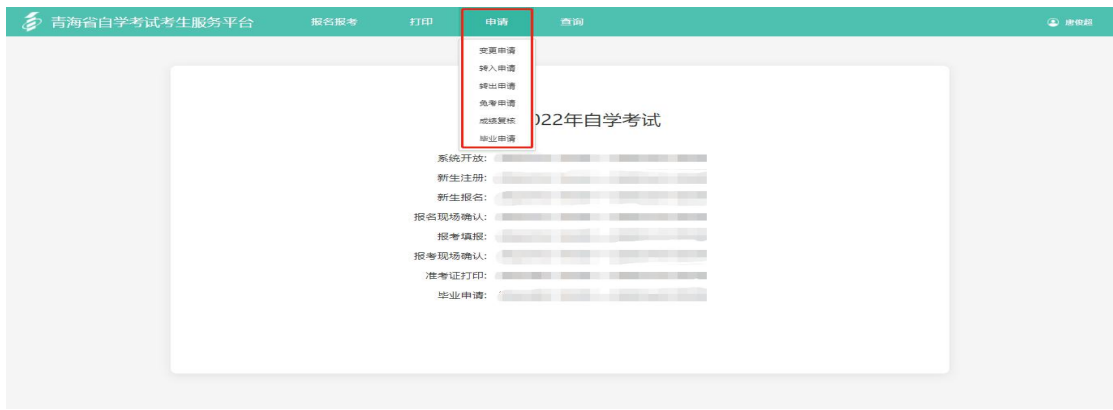 青海省自学考试考生服务平台 报名报考 打印 申请 查询 唐俊超
变更申请
转入申请
转出申请
免考申请
成绩复核
毕业申请
022年自学考试
系统开放:
新生注册:
新生报名:
报名现场确认:
报考填报:
报考现场确认:
准考证打印:
毕业申请: